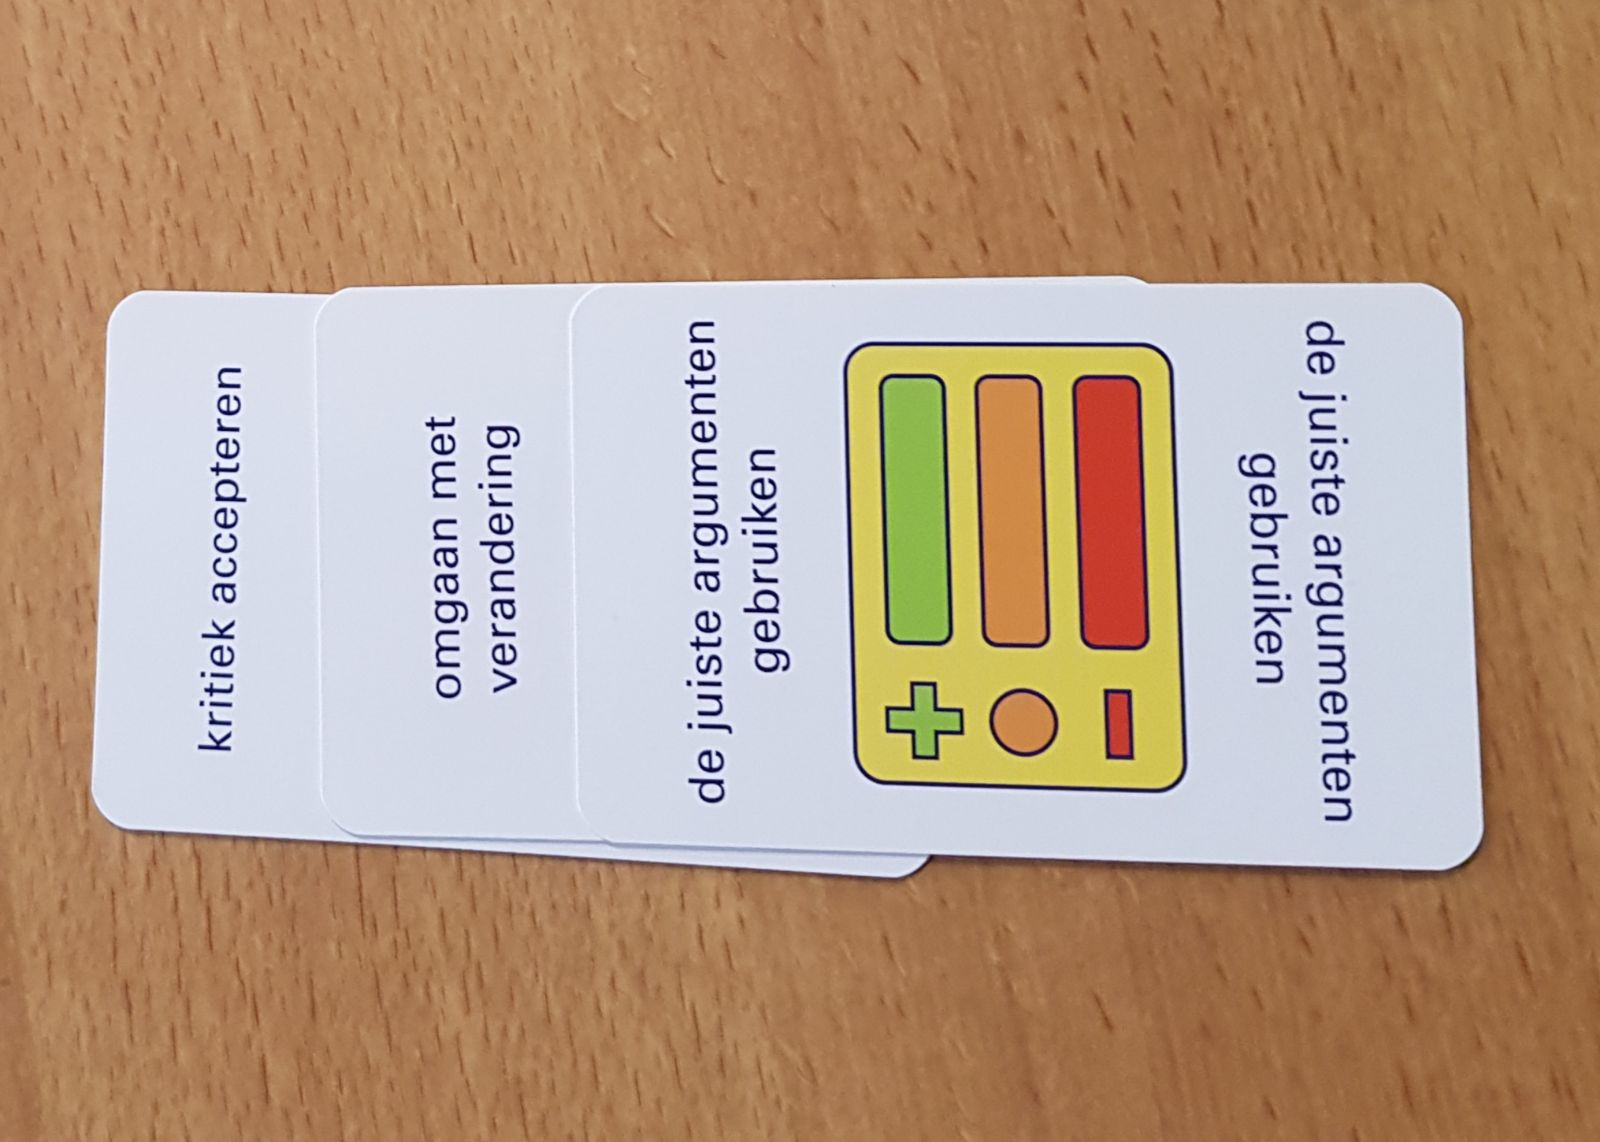 kritiek accepteren
omgaan met
verandering
de juiste argumenten
gebruiken
de juiste argumenten
gebruiken